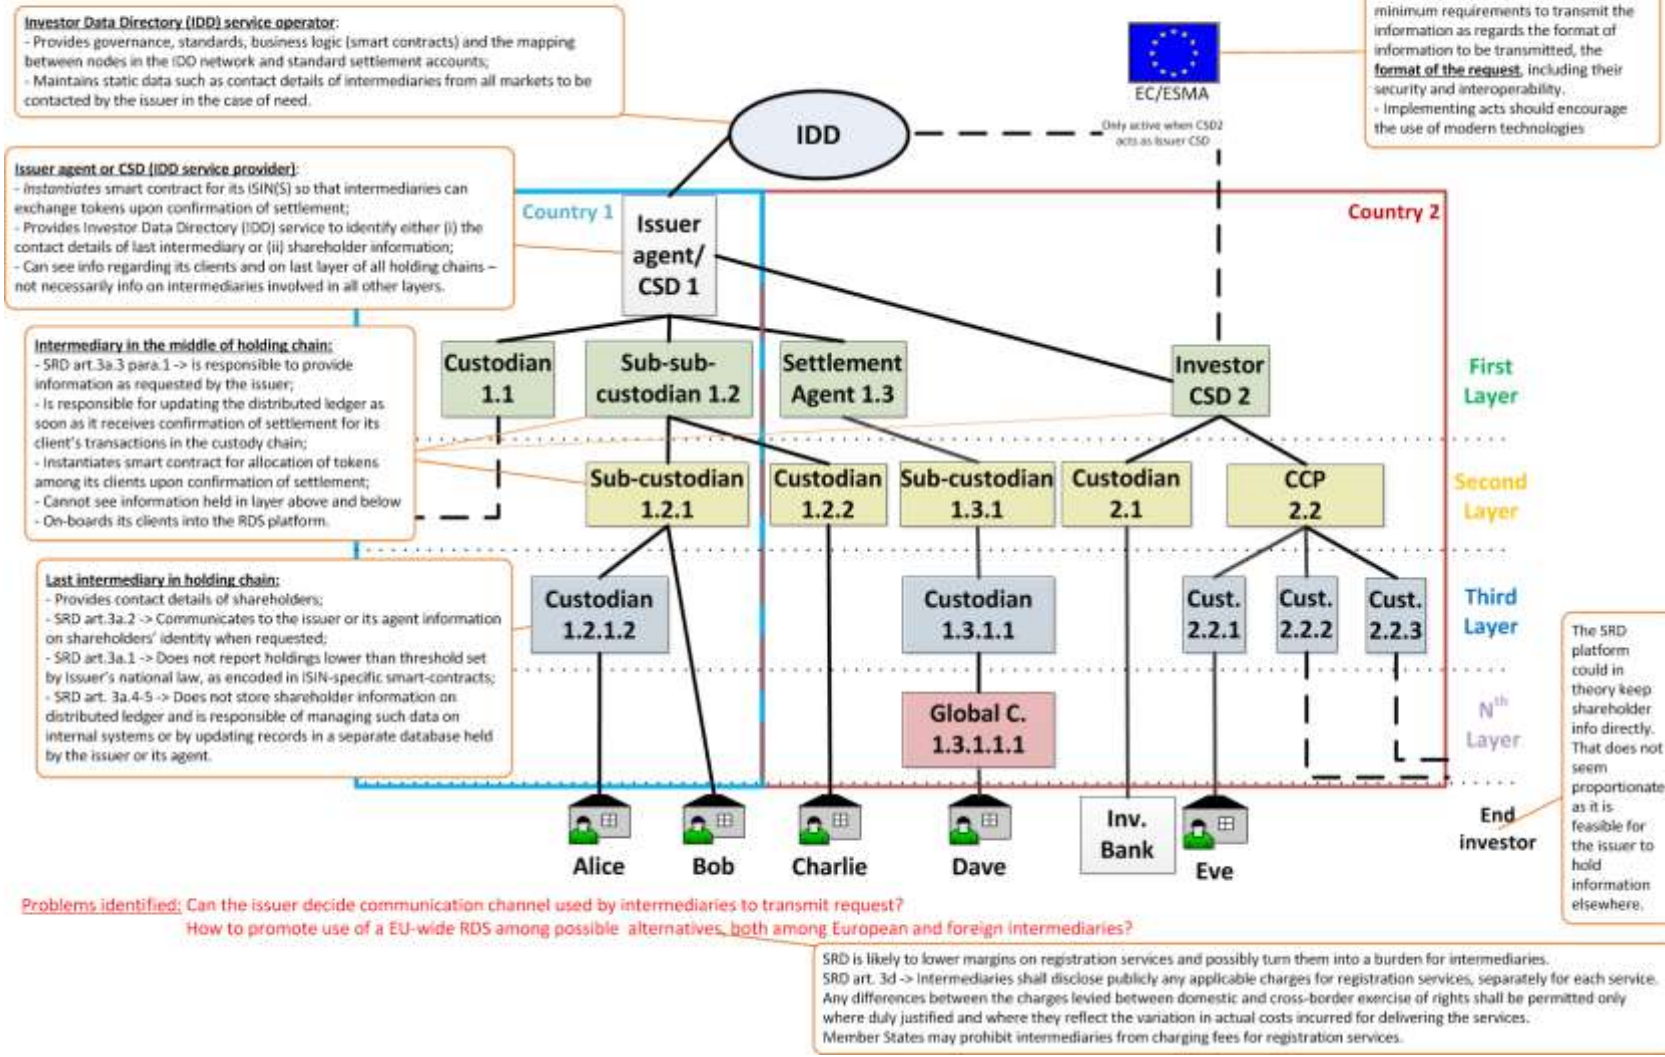 Investor Data Directory (IDD) service operator:
- Provides governance, standards, business logic (smart contracts) and the mapping
between nodes in the IDD network and standard settlement accounts;
- Maintains static data such as contact details of intermediaries from all markets to be
contacted by the issuer in the case of need.
minimum requirements to transmit the
information as regards the format of
information to be transmitted, the
format of the request, including their
security and interoperability.
- Implementing acts should encourage
the use of modern technologies
EC/ESMA
IDD
Only active when CSD2
acts as Issuer CSD
Issuer agent or CSD (IDD service provider):
- Instantiates smart contract for its ISIN(S) so that intermediaries can
exchange tokens upon confirmation of settlement;
- Provides Investor Data Directory (IDD) service to identify either (i) the
contact details of last intermediary or (ii) shareholder information;
- Can see info regarding its clients and on last layer of all holding chains –
not necessarily info on intermediaries involved in all other layers.
Country 1
Country 2
Issuer
agent/
CSD 1
Intermediary in the middle of holding chain:
- SRD art.3a.3 para.1 -> is responsible to provide
information as requested by the issuer;
- Is responsible for updating the distributed ledger as
soon as it receives confirmation of settlement for its
client's transactions in the custody chain;
- Instantiates smart contract for allocation of tokens
among its clients upon confirmation of settlement;
- Cannot see information held in layer above and below
- On-boards its clients into the RDS platform.
Custodian
1.1
Sub-sub-
custodian 1.2
Settlement
Agent 1.3
Investor
CSD 2
First
Layer
Sub-custodian
1.2.1
Custodian
1.2.2
Sub-custodian
1.3.1
Custodian
2.1
CCP
2.2
Second
Layer
Last intermediary in holding chain:
- Provides contact details of shareholders;
- SRD art.3a.2 -> Communicates to the issuer or its agent information
on shareholders' identity when requested;
- SRD art.3a.1 -> Does not report holdings lower than threshold set
by Issuer's national law, as encoded in ISIN-specific smart-contracts;
- SRD art. 3a.4-5 -> Does not store shareholder information on
distributed ledger and is responsible of managing such data on
internal systems or by updating records in a separate database held
by the issuer or its agent.
Custodian
1.2.1.2
Custodian
1.3.1.1
Cust.
2.2.1
Cust.
2.2.2
Cust.
2.2.3
Third
Layer
Global C.
1.3.1.1.1
Nth
Layer
The SRD
platform
could in
theory keep
shareholder
info directly.
That does not
seem
proportionate
as it is
feasible for
the issuer to
hold
information
elsewhere.
Inv.
Bank
End
investor
Alice
Bob
Charlie
Dave
Eve
Problems identified: Can the issuer decide communication channel used by intermediaries to transmit request?
How to promote use of a EU-wide RDS among possible alternatives, both among European and foreign intermediaries?
SRD is likely to lower margins on registration services and possibly turn them into a burden for intermediaries.
SRD art. 3d -> Intermediaries shall disclose publicly any applicable charges for registration services, separately for each service.
Any differences between the charges levied between domestic and cross-border exercise of rights shall be permitted only
where duly justified and where they reflect the variation in actual costs incurred for delivering the services.
Member States may prohibit intermediaries from charging fees for registration services.